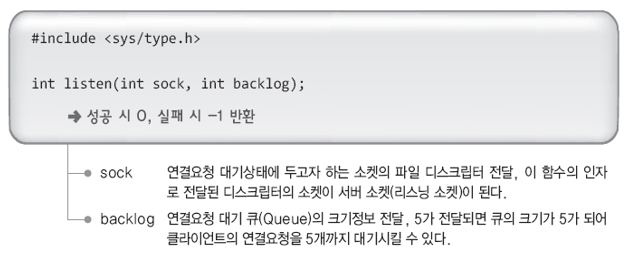 #include <sys/type.h>
int listen(int sock, int backlog);
➔ 성공 시 0, 실패 시 -1 반환
sock 연결요청 대기상태에 두고자 하는 소켓의 파일 디스크립터 전달, 이 함수의 인자
로 전달된 디스크립터의 소켓이 서버 소켓(리스닝 소켓)이 된다.
backlog 연결요청 대기 큐(Queue)의 크기정보 전달, 5가 전달되면 큐의 크기가 5가 되어
클라이언트의 연결요청을 5개까지 대기시킬 수 있다.